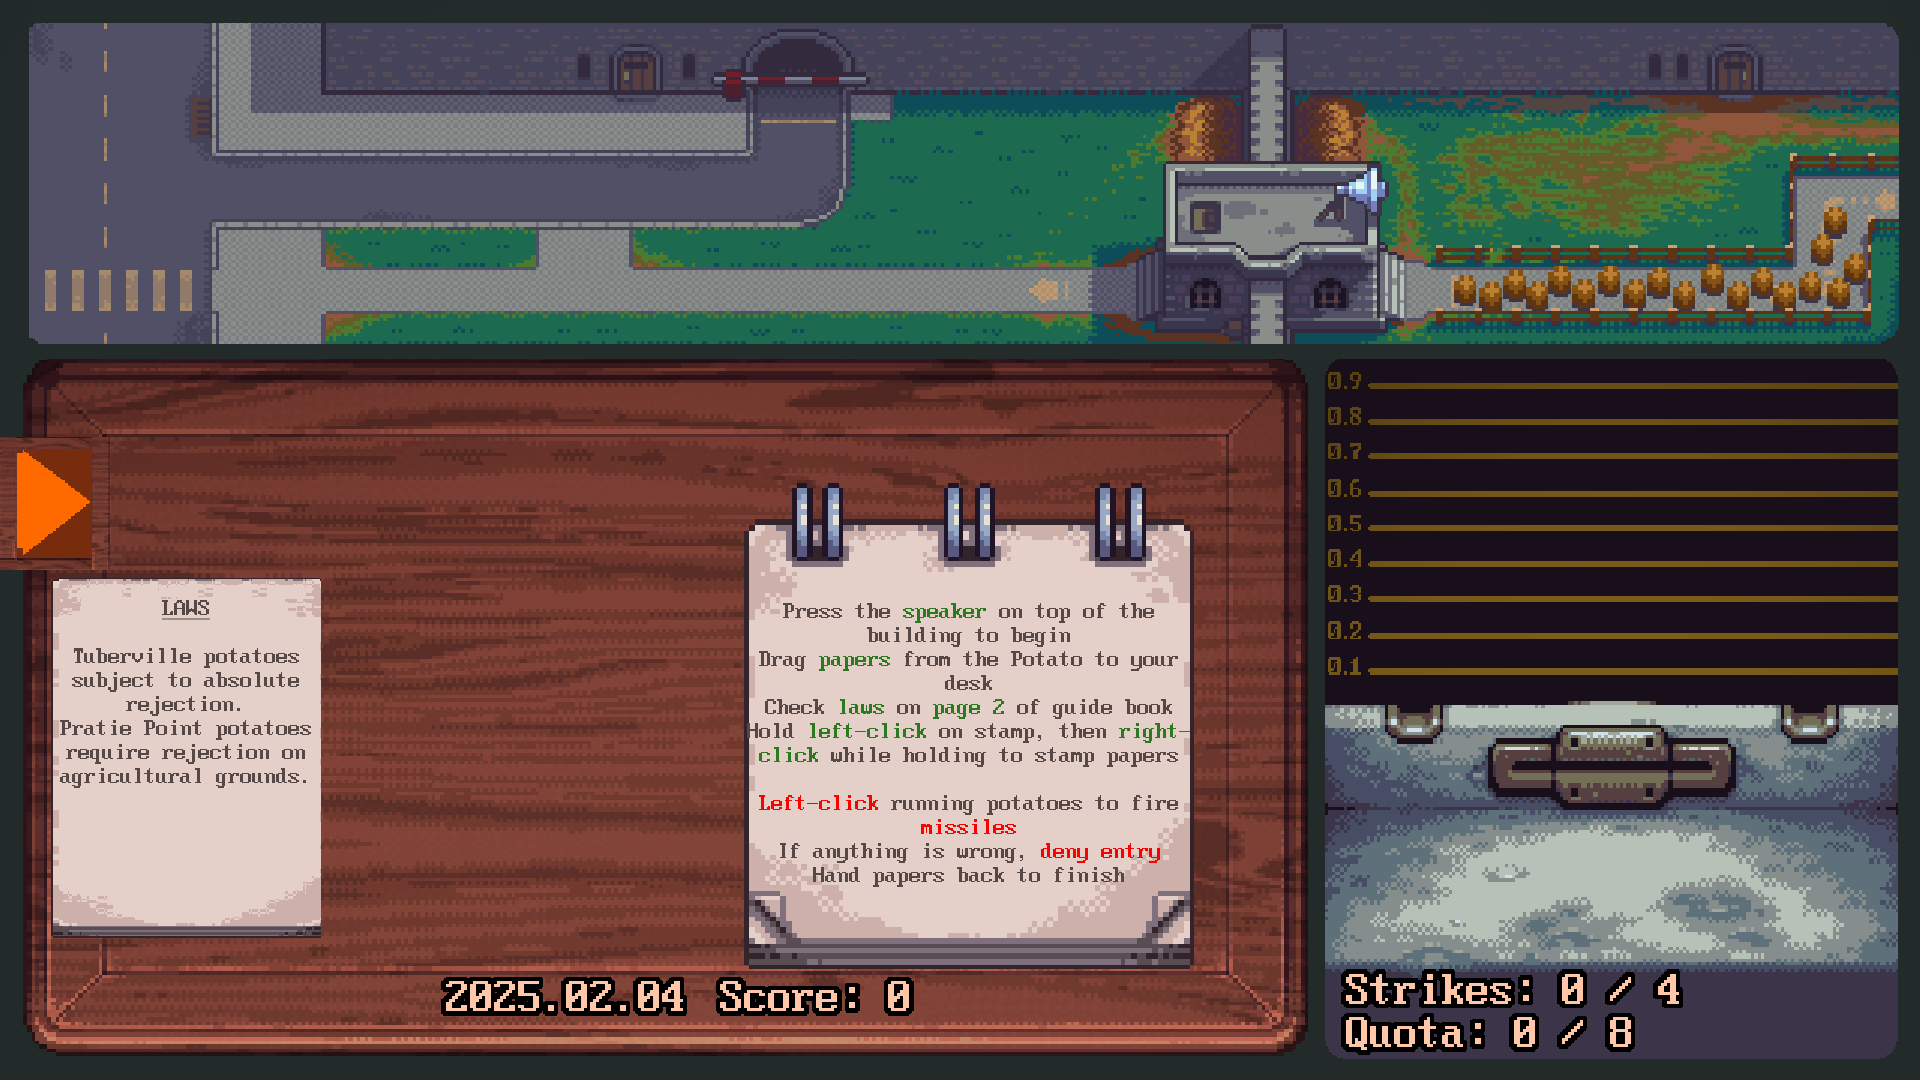 LAWS
Tuberville potatoes
subject to absolute
rejection.
Pratie Point potatoes
require rejection on
agricultural grounds.
Press the speaker on top of the
building to begin
Drag papers from the Potato to your
desk
Check laws on page 2 of guide book
Hold left-click on stamp, then right-
click while holding to stamp papers
Left-click running potatoes to fire
missiles
If anything is wrong, deny entry
Hand papers back to finish
2025.02.04 Score: 0
0.9
0.8
0.7
0.6
0.5
0.4
0.3
0.2
0.1
Strikes: 0 / 4
Quota: 0 / 8